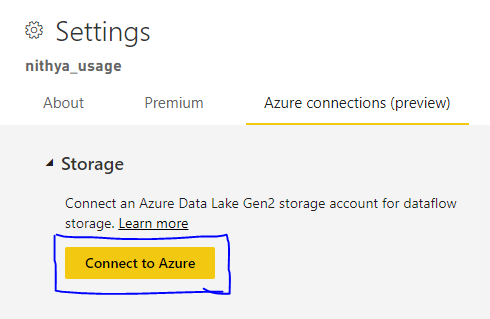 Settings
nithya_usage
About Premium Azure connections (preview)
Storage
Connect an Azure Data Lake Gen2 storage account for dataflow
storage. Learn more
Connect to Azure